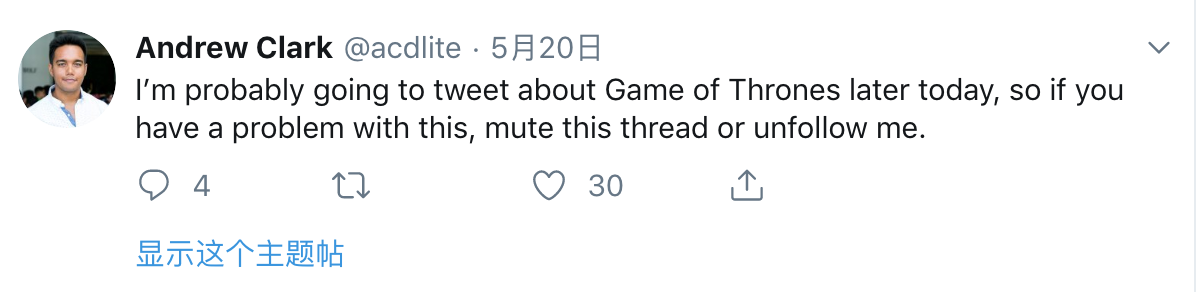 Andrew Clark @acdlite · 5月20日
I’m probably going to tweet about Game of Thrones later today, so if you
have a problem with this, mute this thread or unfollow me.
4 30
显示这个主题帖